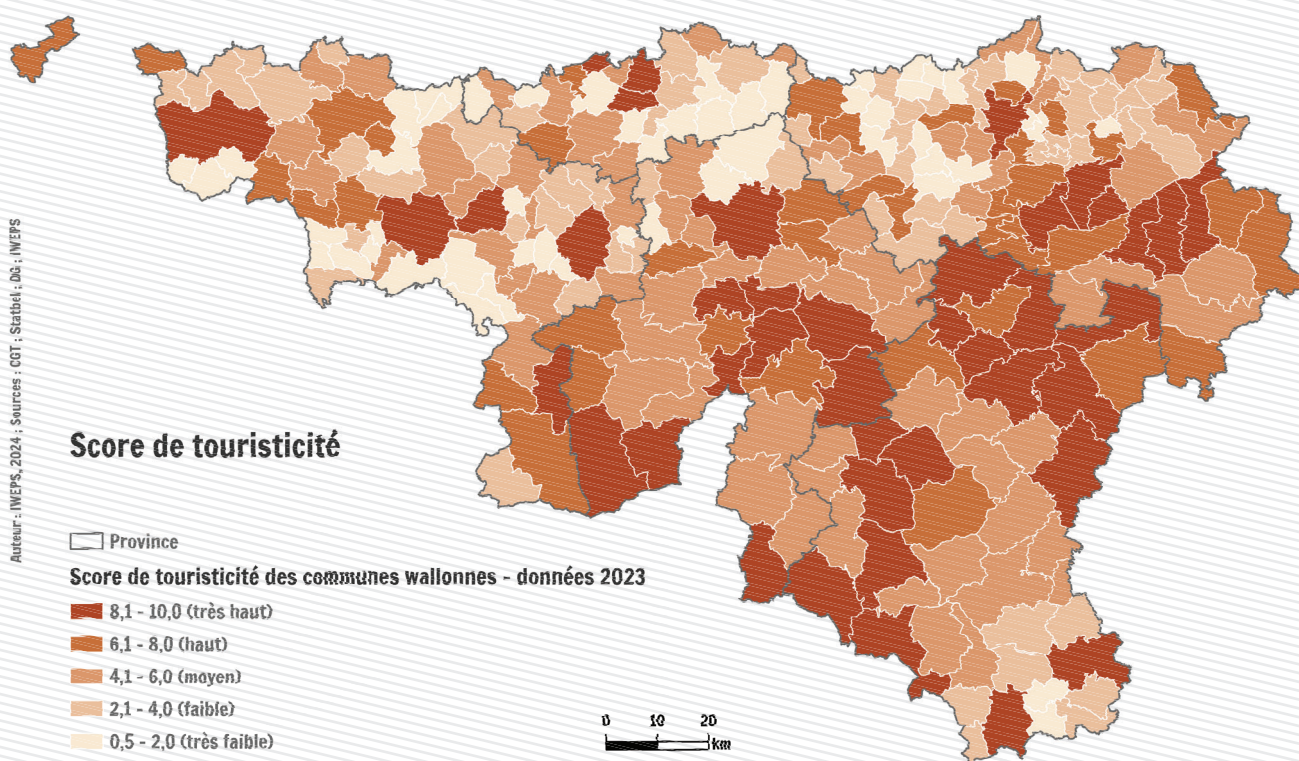 Auteur : IWEPS, 2024 ; Sources : CGT ; Statbel ; DG ; IWEPS
Score de touristicité
Province
Score de touristicité des communes wallonnes - données 2023
8,1 - 10,0 (très haut)
6,1 - 8,0 (haut)
4,1 - 6,0 (moyen)
2,1 - 4,0 (faible)
0,5 - 2,0 (très faible)
0 10 20
km